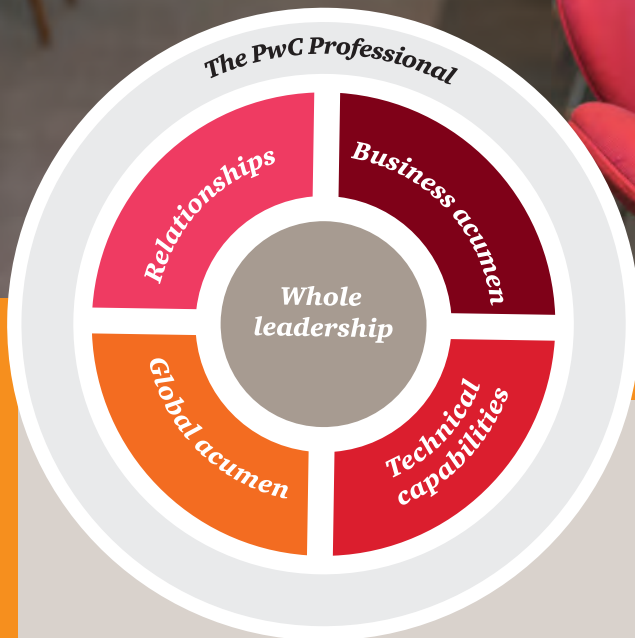 The PwC Professional
Relationships
Business acumen
Whole
leadership
Global acumen
Technical
capabilities